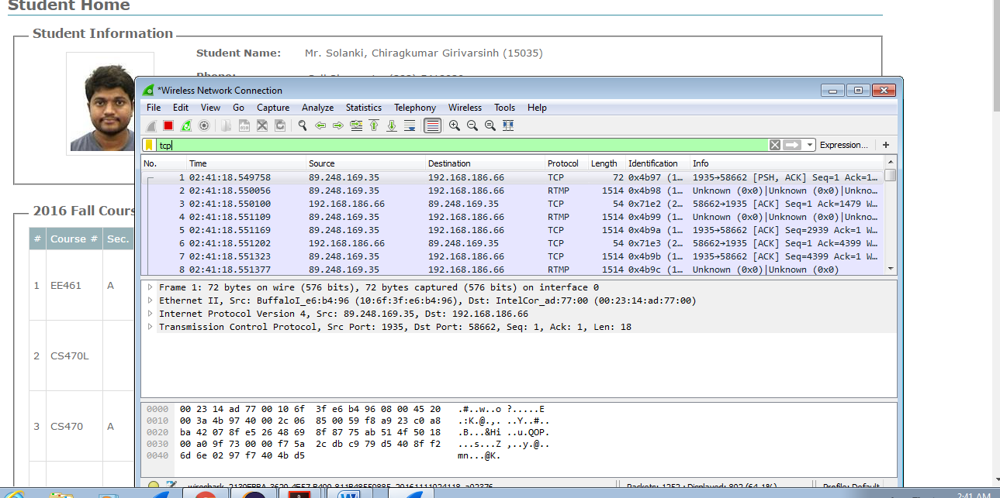 Student Home
Student Information
Student Name: Mr. Solanki, Chiragkumar Girivarsinh (15035)
Phone:
*Wireless Network Connection
File Edit View Go Capture Analyze Statistics Telephony Wireless Tools Help
tcp Expression... +
No. Time Source Destination Protocol Length Identification Info
1 02:41:18.549758 89.248.169.35 192.168.186.66 TCP 72 0x4b97 (1... 1935→58662 [PSH, ACK] Seq=1 Ack=1...
2 02:41:18.550056 89.248.169.35 192.168.186.66 RTMP 1514 0x4b98 (1... Unknown (0x0)|Unknown (0x0)|Unkno...
3 02:41:18.550100 192.168.186.66 89.248.169.35 TCP 54 0x71e2 (2... 58662→1935 [ACK] Seq=1 Ack=1479 W...
4 02:41:18.551109 89.248.169.35 192.168.186.66 RTMP 1514 0x4b99 (1... Unknown (0x0)|Unknown (0x0)|Unkno...
5 02:41:18.551169 89.248.169.35 192.168.186.66 TCP 1514 0x4b9a (1... 1935→58662 [ACK] Seq=2939 Ack=1 W...
6 02:41:18.551202 192.168.186.66 89.248.169.35 TCP 54 0x71e3 (2... 58662→1935 [ACK] Seq=1 Ack=4399 W...
7 02:41:18.551323 89.248.169.35 192.168.186.66 TCP 1514 0x4b9b (1... 1935→58662 [ACK] Seq=4399 Ack=1 W...
8 02:41:18.551377 89.248.169.35 192.168.186.66 RTMP 1514 0x4b9c (1... Unknown (0x0)|Unknown (0x0)
2016 Fall Cours
# Course # Sec.
1 EE461 A
2 CS470L
3 CS470 A
Frame 1: 72 bytes on wire (576 bits), 72 bytes captured (576 bits) on interface 0
Ethernet II, Src: BuffaloI_e6:b4:96 (10:6f:3f:e6:b4:96), Dst: IntelCor_ad:77:00 (00:23:14:ad:77:00)
Internet Protocol Version 4, Src: 89.248.169.35, Dst: 192.168.186.66
Transmission Control Protocol, Src Port: 1935, Dst Port: 58662, Seq: 1, Ack: 1, Len: 18
0000 00 23 14 ad 77 00 10 6f 3f e6 b4 96 08 00 45 20 .#..w..o ?.....E
0010 00 3a 4b 97 40 00 2c 06 85 00 59 f8 a9 23 c0 a8 .:K.@.,. ..Y..#..
0020 ba 42 07 8f e5 26 48 69 8f 87 75 ab 51 4f 50 18 .B...&Hi ..u.QOP.
0030 00 a0 9f 73 00 00 f7 5a 2c db c9 79 d5 40 8f f2 ...s...Z ,..y.@..
0040 6d 6e 02 97 f7 40 4b d5 mn...@K.
Profile: Default
2:41 AM